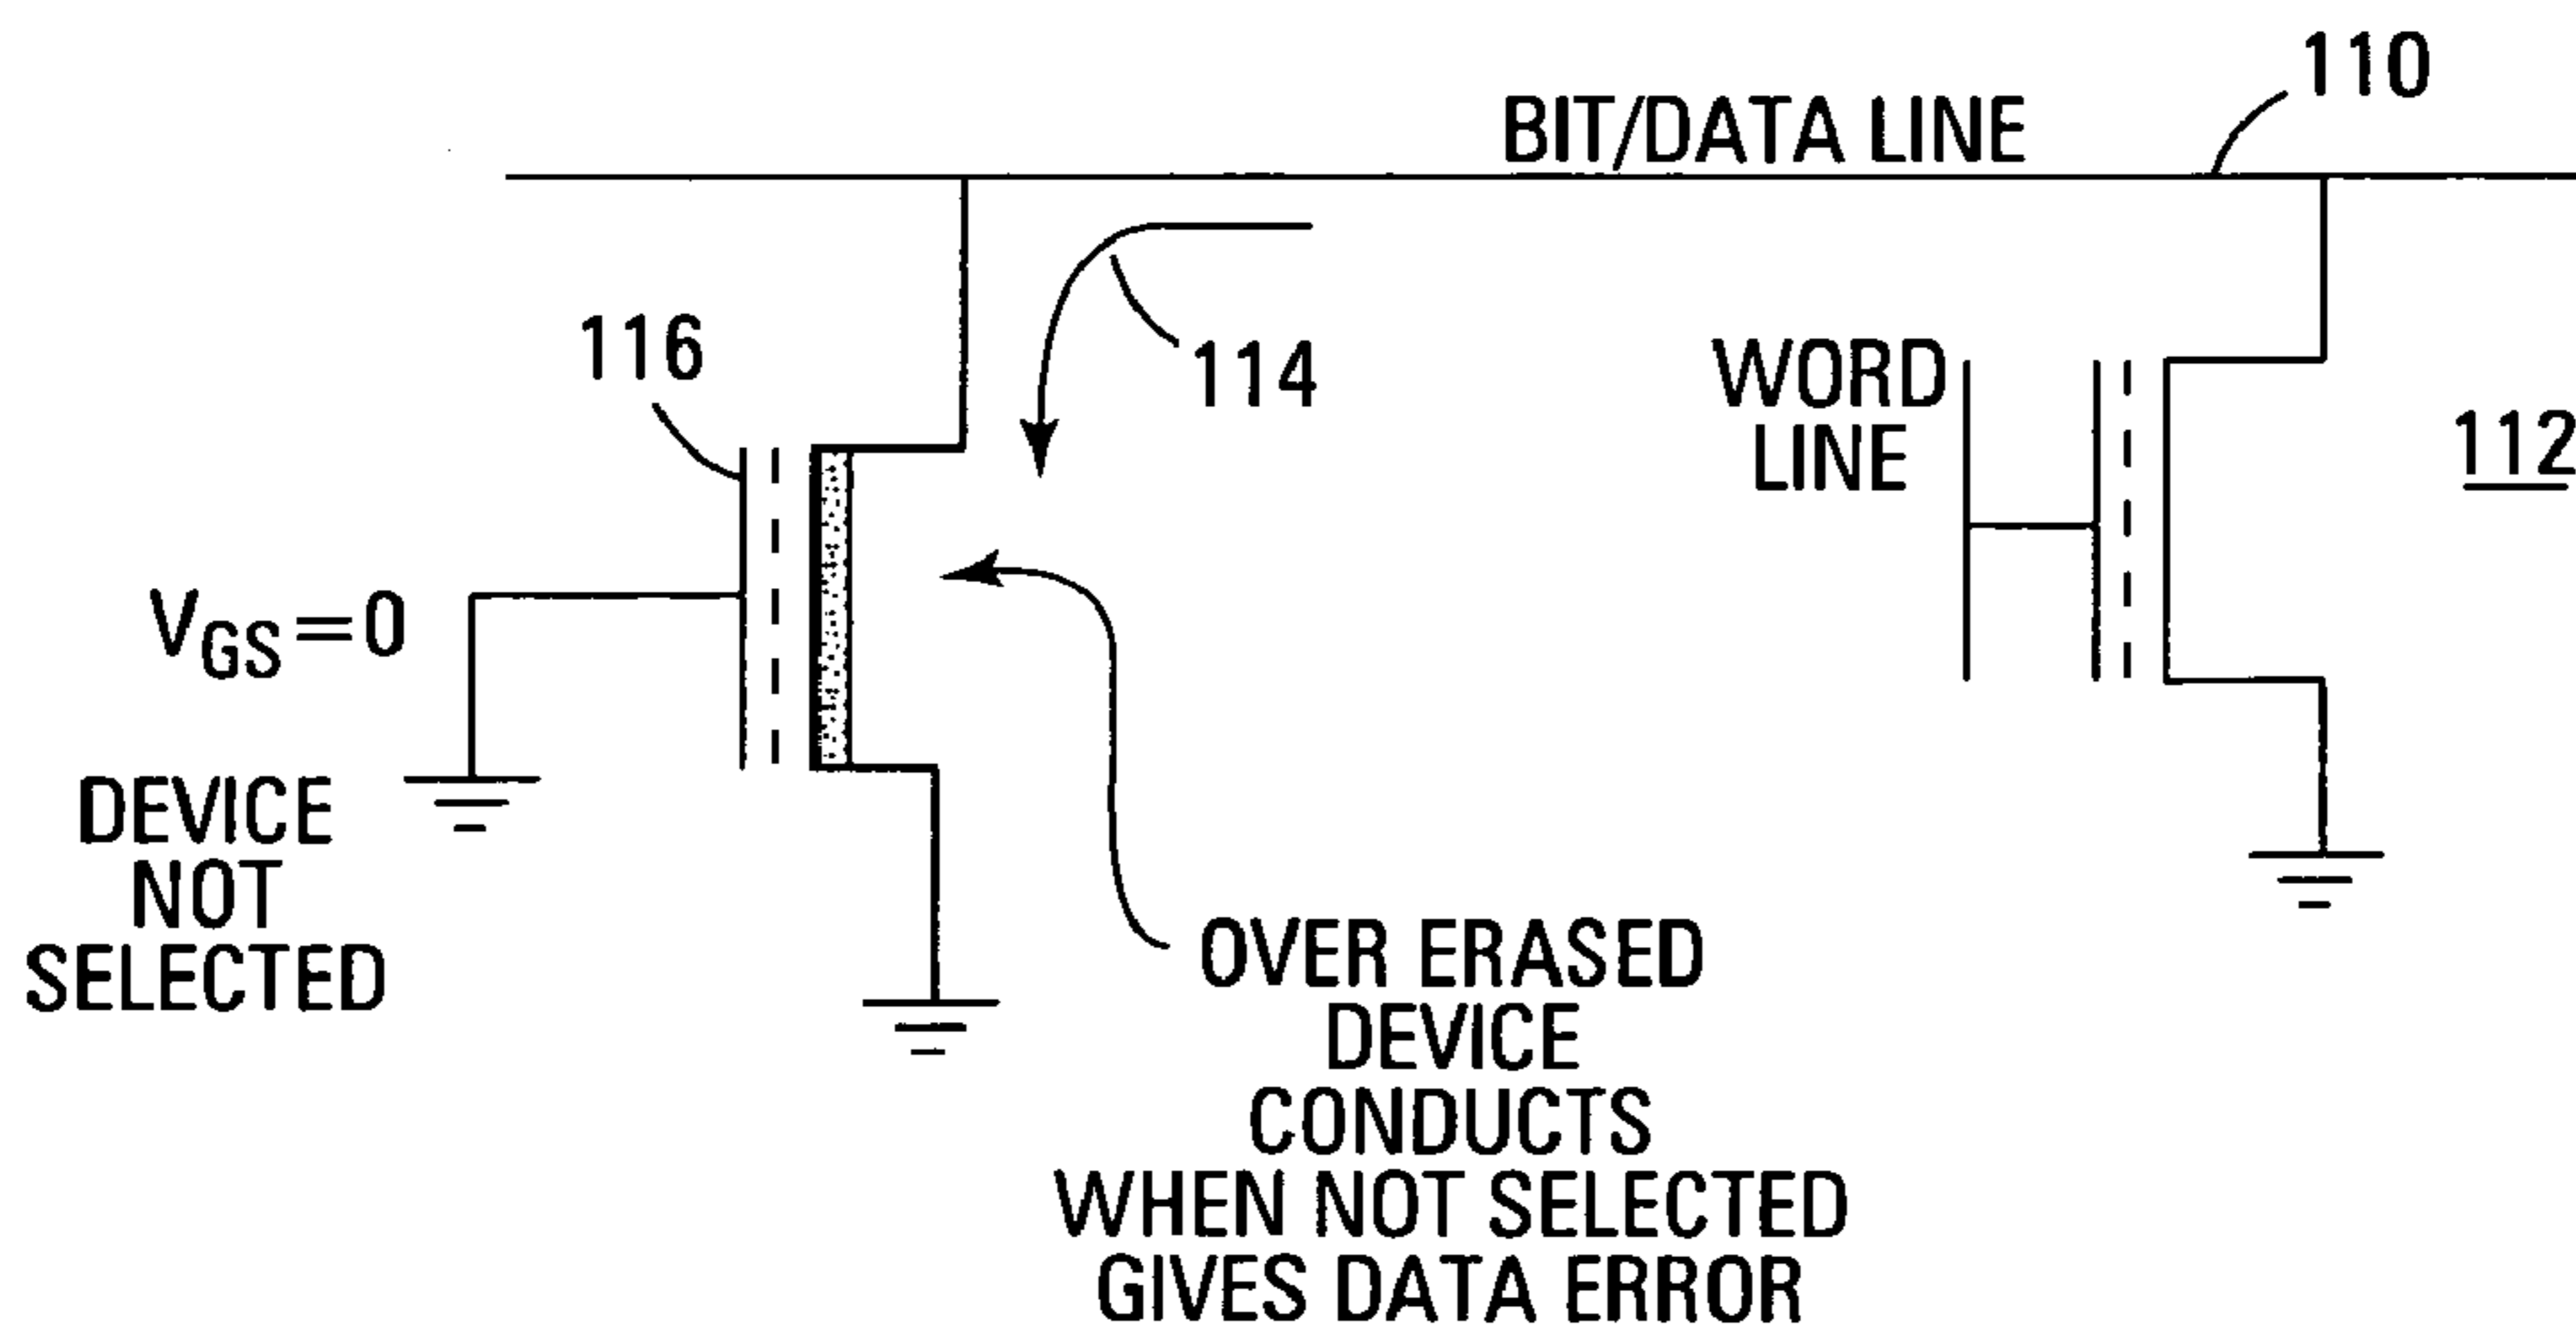 110
BIT/DATA LINE
116
114
WORD
LINE
112
V_GS=0
DEVICE
NOT
SELECTED
OVER ERASED
DEVICE
CONDUCTS
WHEN NOT SELECTED
GIVES DATA ERROR